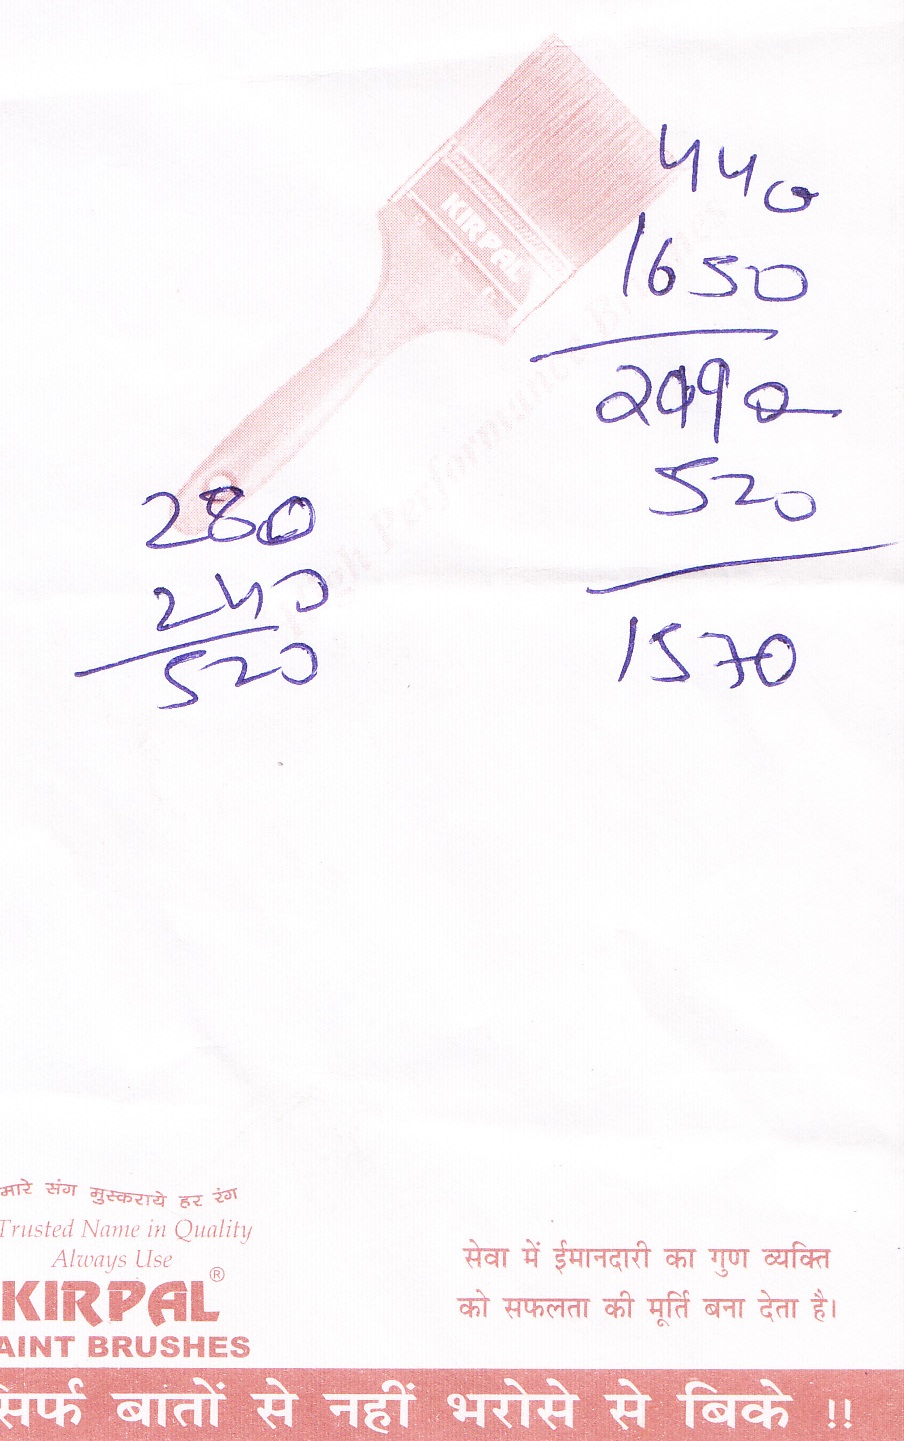 KIRPAL
High Performance Brushes
440
1650
2090
520
1570
280
240
520
मारे संग मुस्कराये हर रंग
Trusted Name in Quality
Always Use
KIRPAL®
AINT BRUSHES
सेवा में ईमानदारी का गुण व्यक्ति
को सफलता की मूर्ति बना देता है।
सिर्फ बातों से नहीं भरोसे से बिके !!